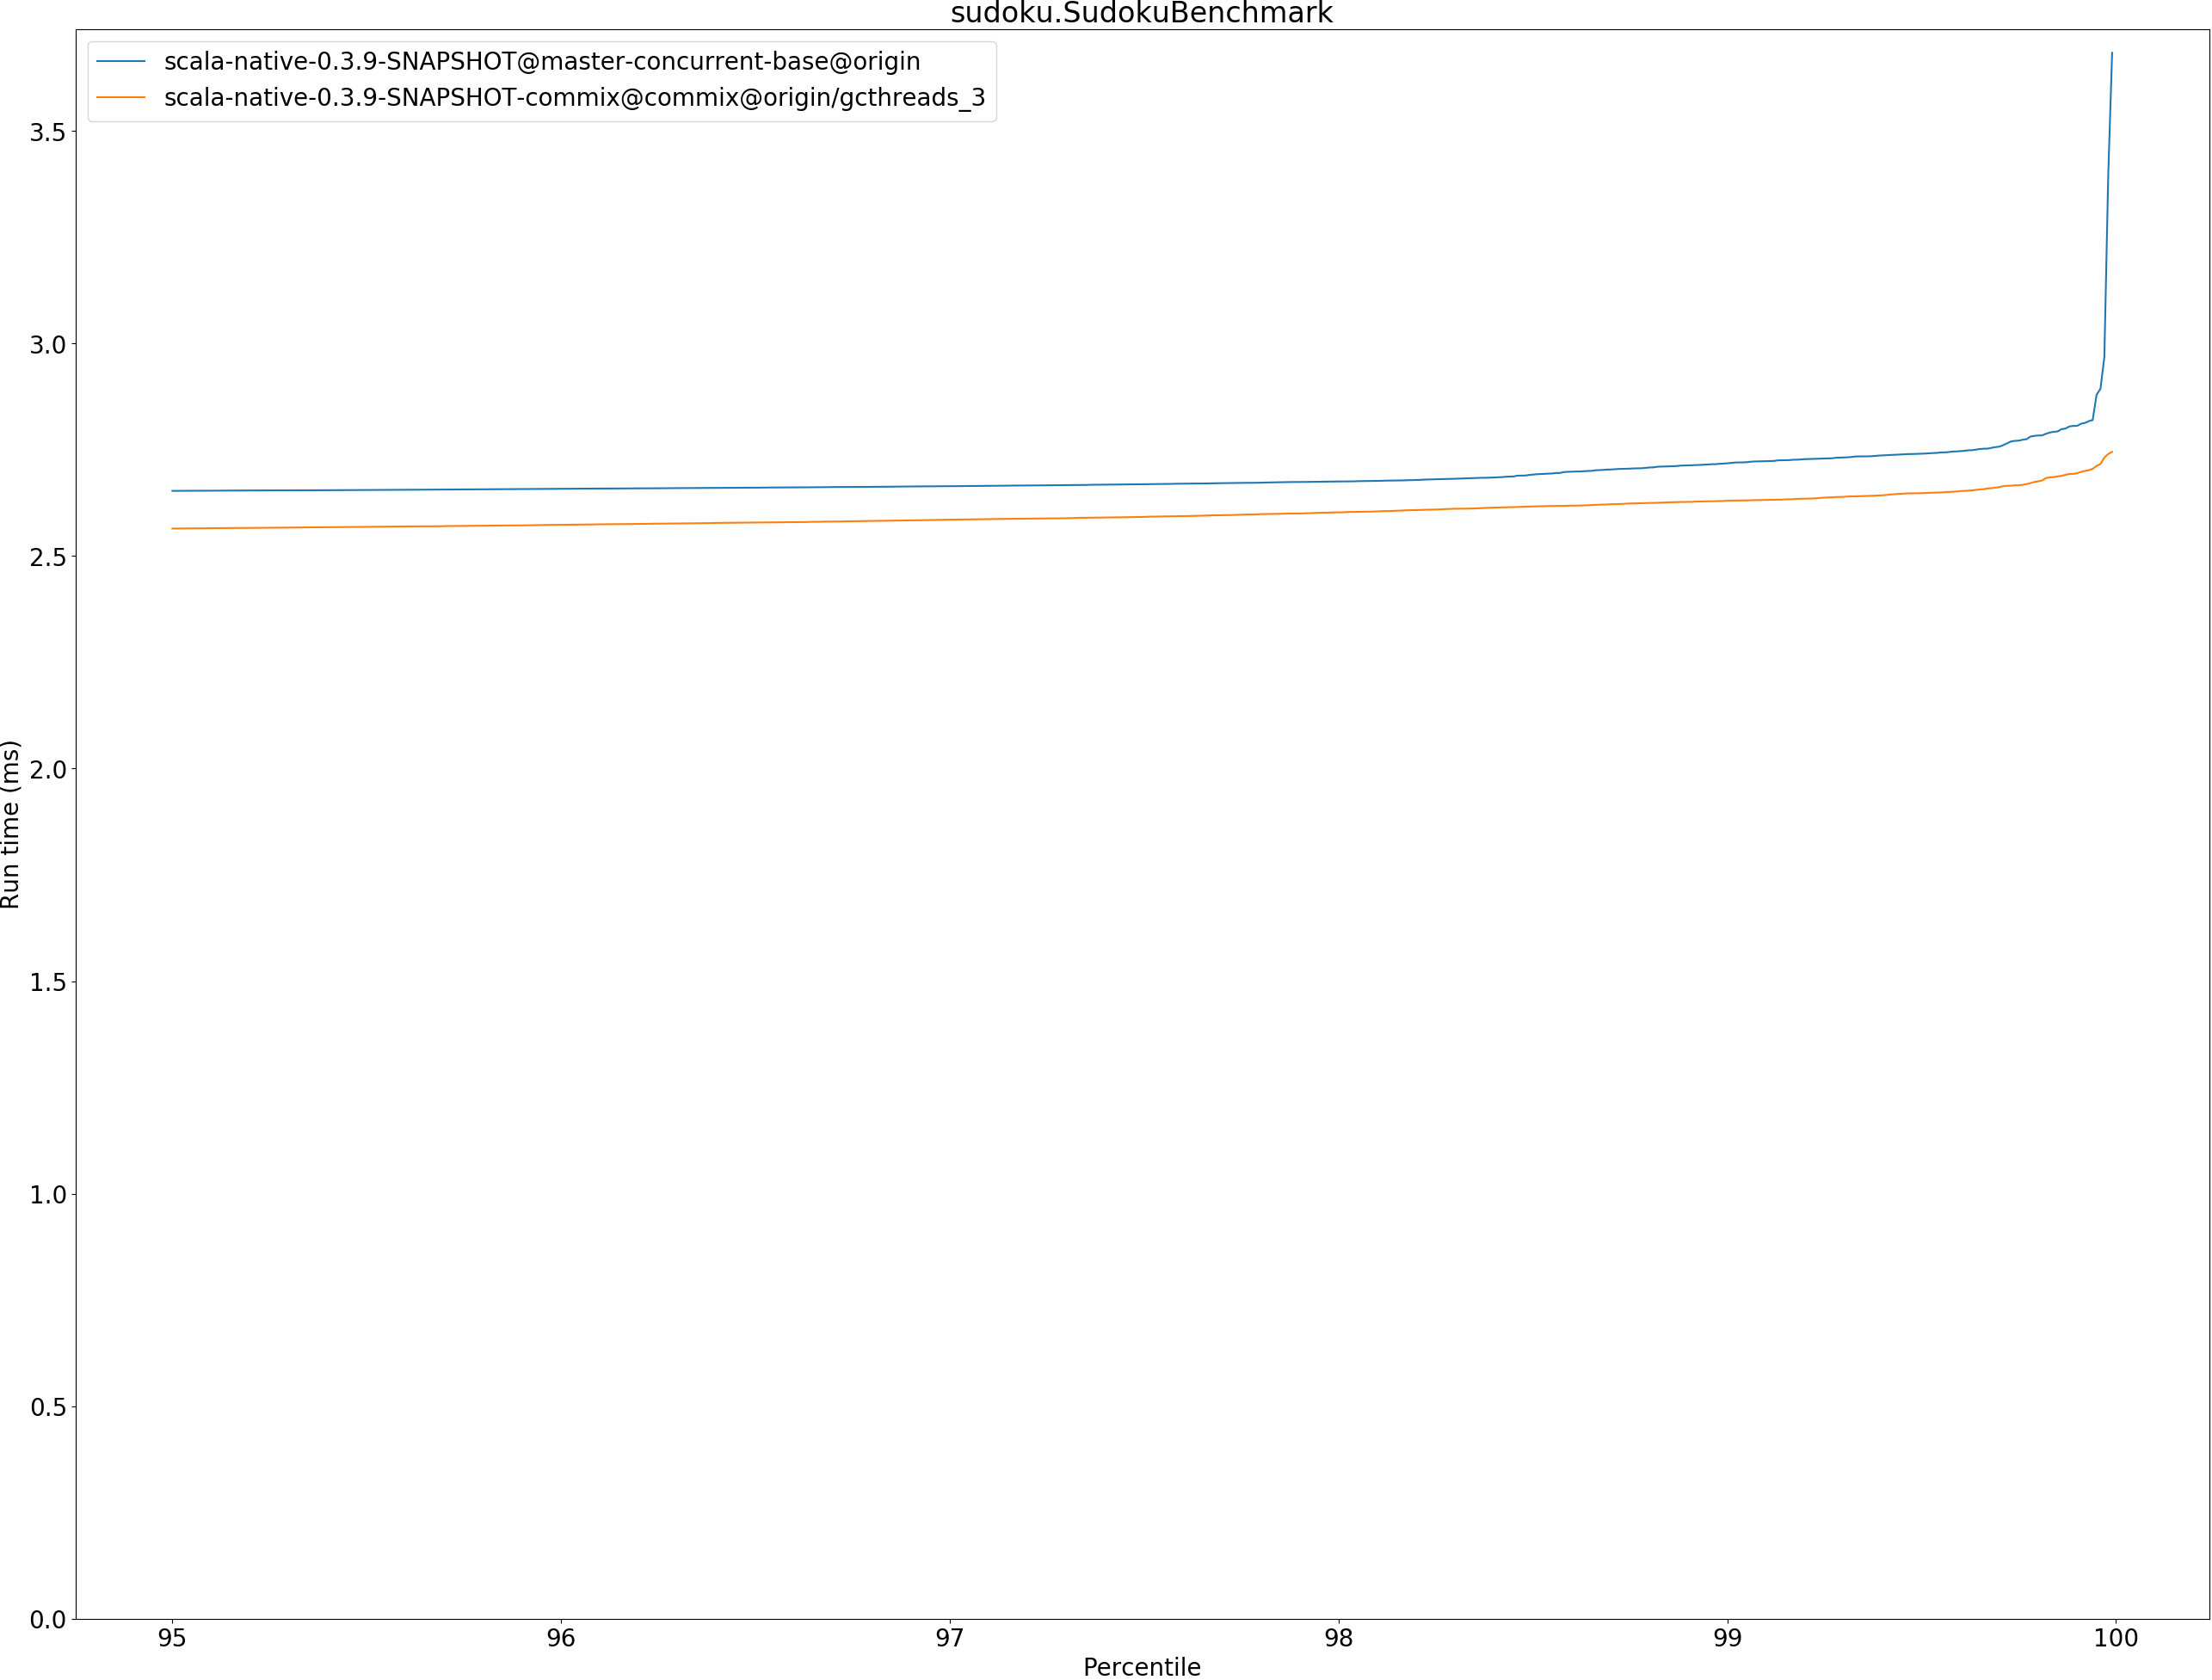 sudoku.SudokuBenchmark
scala-native-0.3.9-SNAPSHOT@master-concurrent-base@origin
scala-native-0.3.9-SNAPSHOT-commix@commix@origin/gcthreads_3
3.5
3.0
2.5
2.0
1.5
1.0
0.5
0.0
Run time (ms)
95 96 97 98 99 100
Percentile